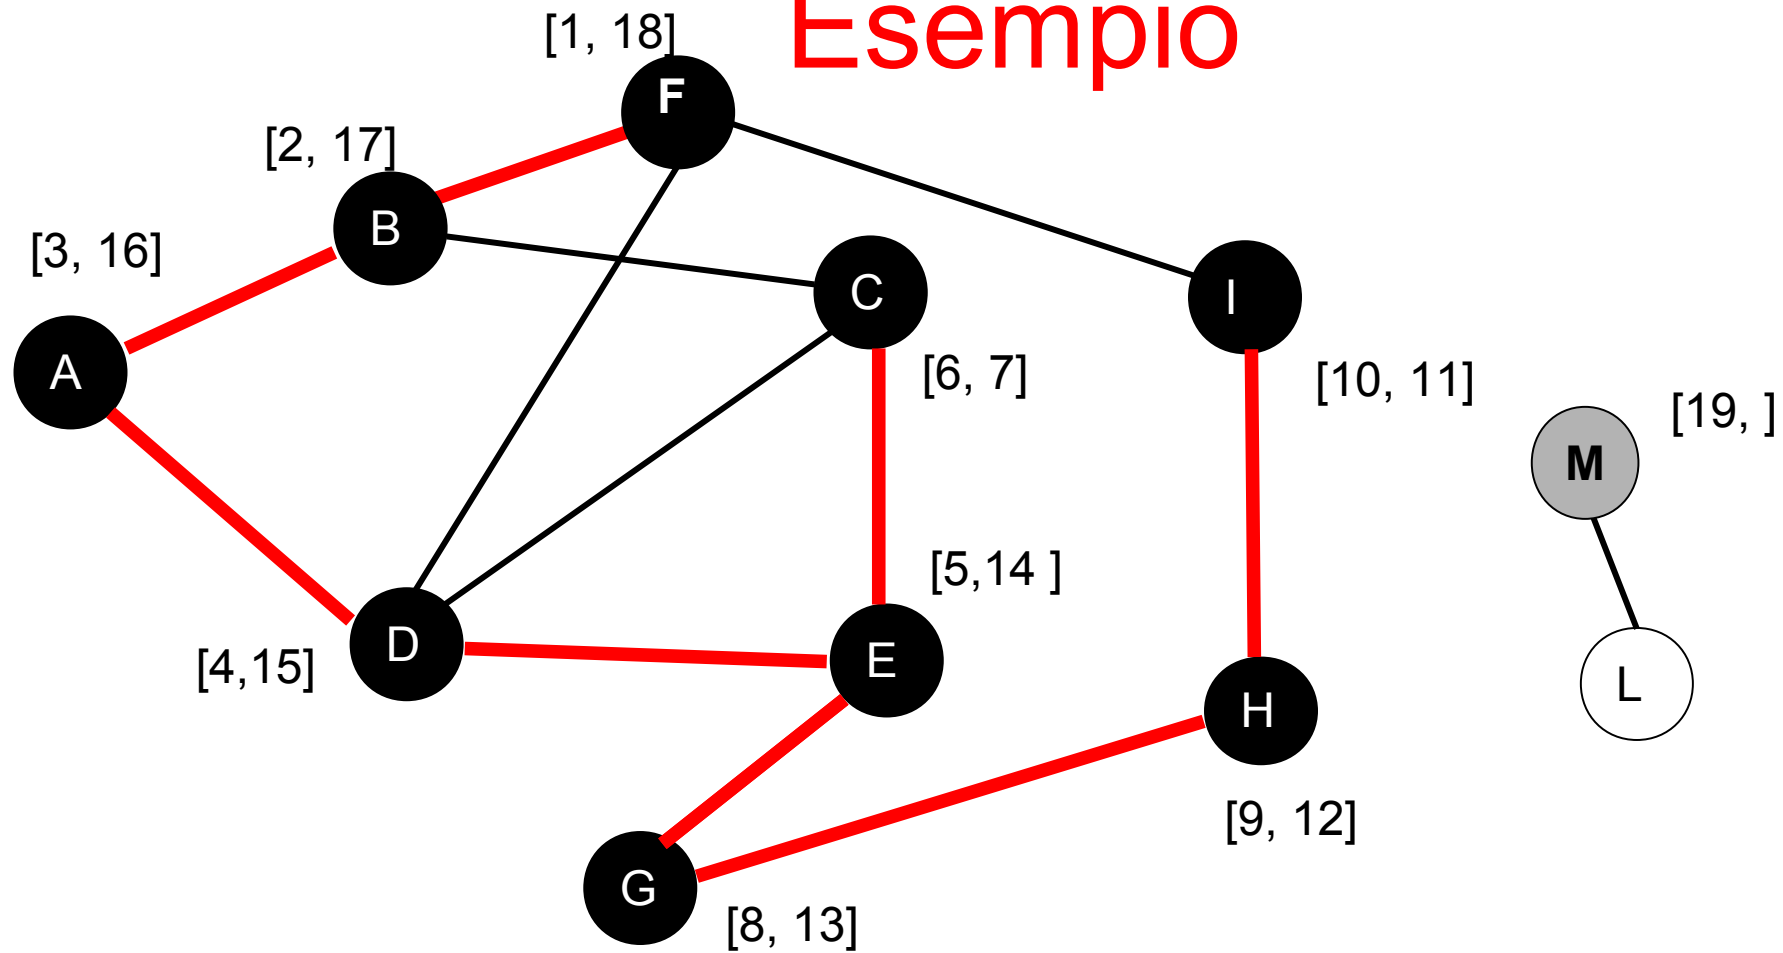 Esempio
[1, 18]
F
[2, 17]
B
[3, 16]
A
C
[6, 7]
I
[10, 11]
[19, ]
M
[5,14 ]
D
[4,15]
E
H
[9, 12]
L
G
[8, 13]